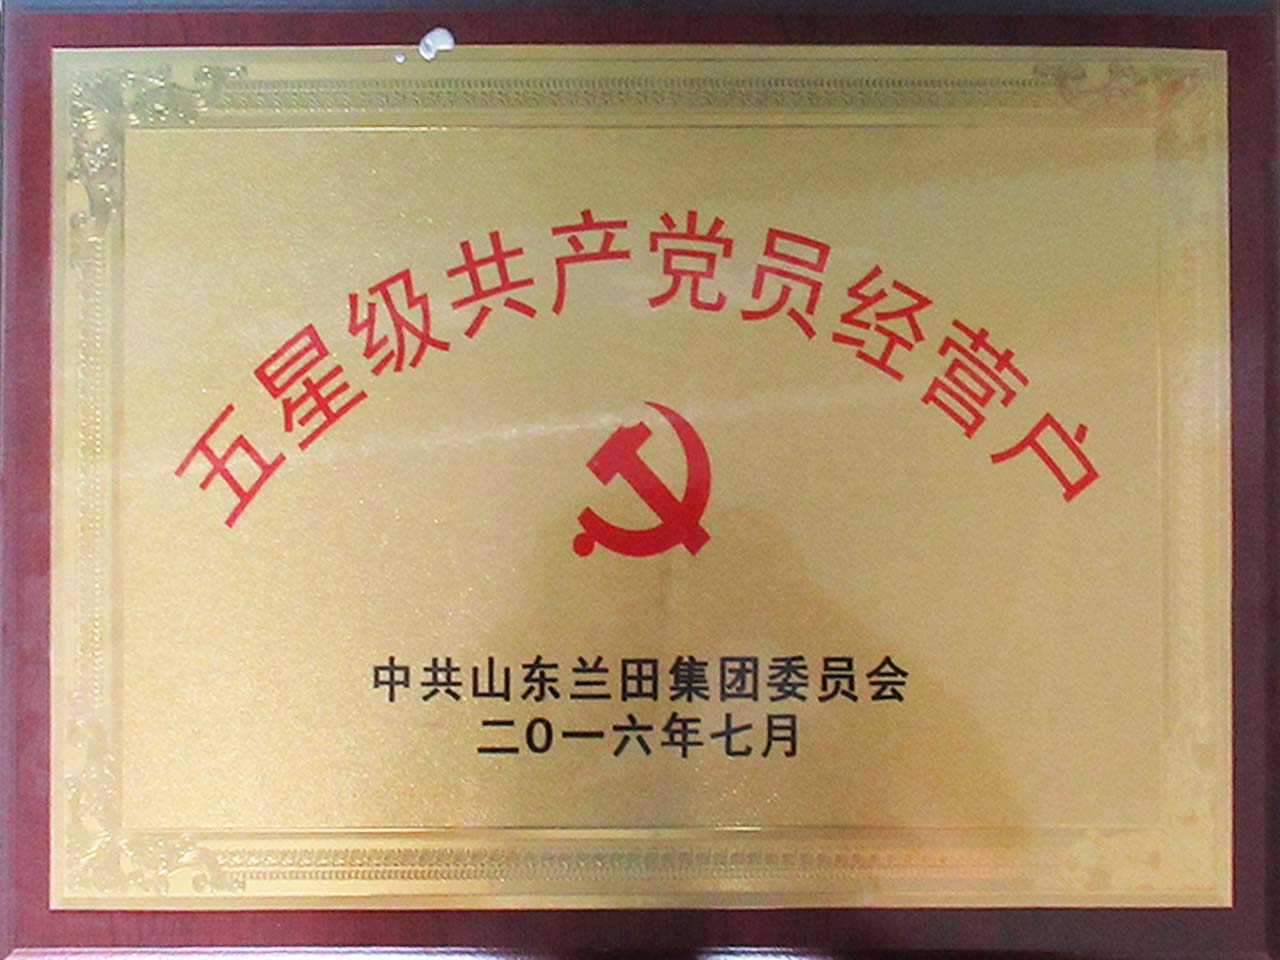 五星级共产党员经营户
中共山东兰田集团委员会
二〇一六年七月